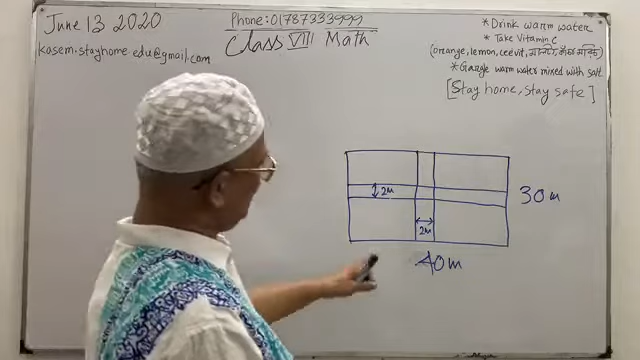 June 13 2020
kasem.stayhome.edu@gmail.com
Phone: 01787333999
Class VIII Math
* Drink warm water
* Take Vitamin C
(orrange, lemon, ceevit,
* Gargle warm water mixed with salt
[Stay home, stay safe]
2M
30m
2M
40m